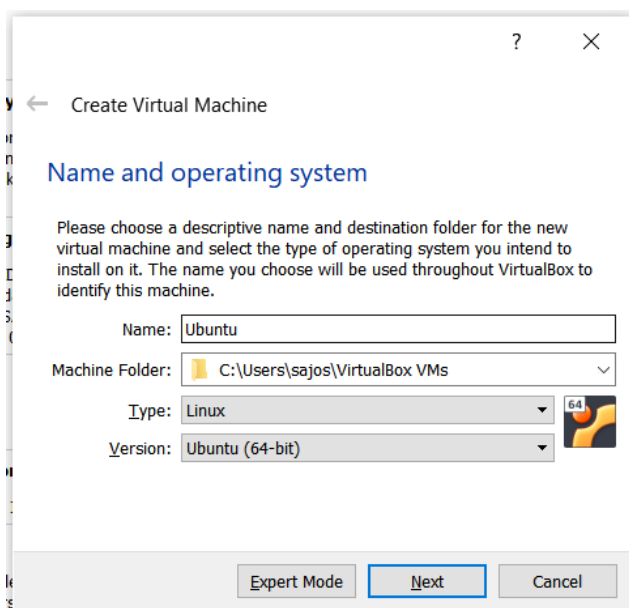 ?
Create Virtual Machine
Name and operating system
Please choose a descriptive name and destination folder for the new
virtual machine and select the type of operating system you intend to
install on it. The name you choose will be used throughout VirtualBox to
identify this machine.
Name: Ubuntu
Machine Folder: C:\Users\sajos\VirtualBox VMs
Type: Linux
64
Version: Ubuntu (64-bit)
Expert Mode Next Cancel